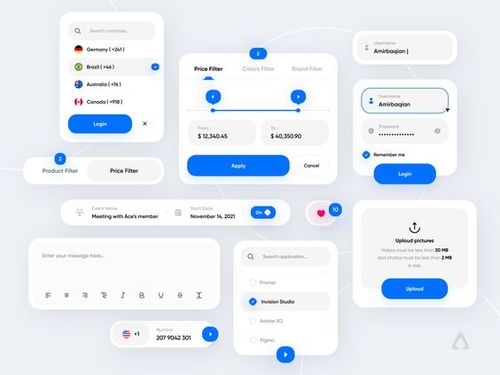 Search countries...
Germany ( +241 )
Brazil ( +46 )
Australia ( +16 )
Canada ( +918 )
Login
2
Price Filter
Colors Filter
Brand Filter
From :
$ 12,340.45
To :
$ 40,350.90
Apply
Cancel
Username
Amirbaqian |
Username
Amirbaqian
Password
Remember me
Login
2
Product Filter
Price Filter
Event Name
Meeting with Ace's member
Start Date
November 14, 2021
On
10
Enter your message here...
+1
Number
207 9042 301
Search application...
Framer
Invision Studio
Adobe XD
Figma
Upload pictures
Videos must be less than 30 MB
and photos must be less than 2 MB
in size.
Upload